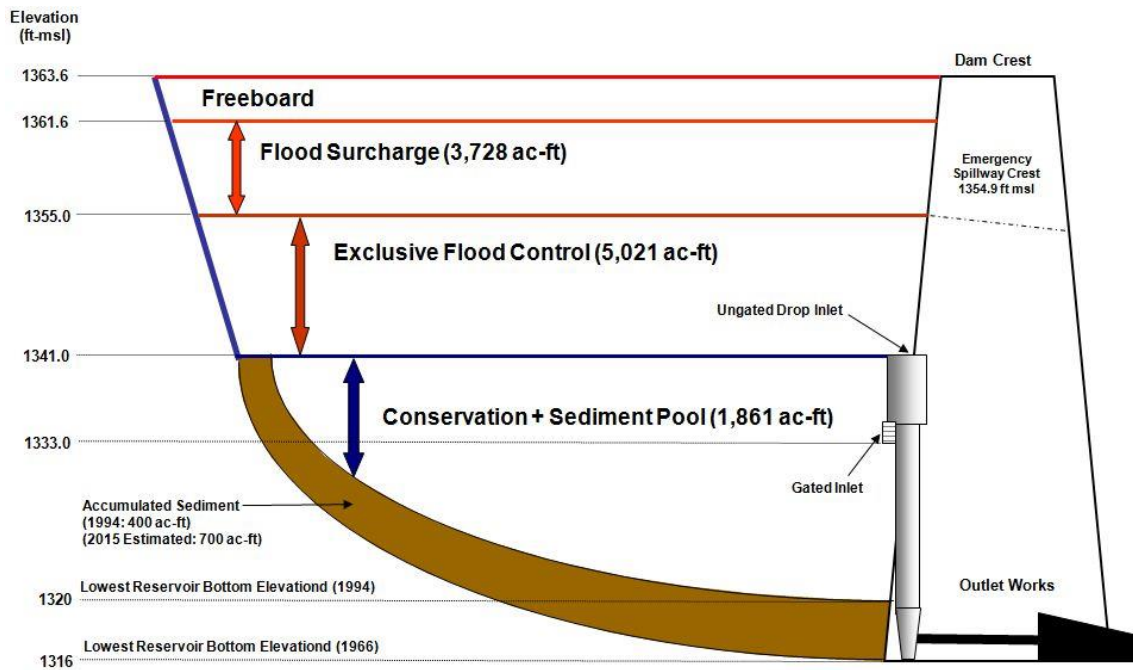 Elevation
(ft-msl)
1363.6
Dam Crest
Freeboard
1361.6
Flood Surcharge (3,728 ac-ft)
Emergency
Spillway Crest
1354.9 ft msl
1355.0
Exclusive Flood Control (5,021 ac-ft)
Ungated Drop Inlet
1341.0
Conservation + Sediment Pool (1,861 ac-ft)
1333.0
Gated Inlet
Accumulated Sediment
(1994: 400 ac-ft)
(2015 Estimated: 700 ac-ft)
Lowest Reservoir Bottom Elevationd (1994)
1320
Outlet Works
Lowest Reservoir Bottom Elevationd (1966)
1316